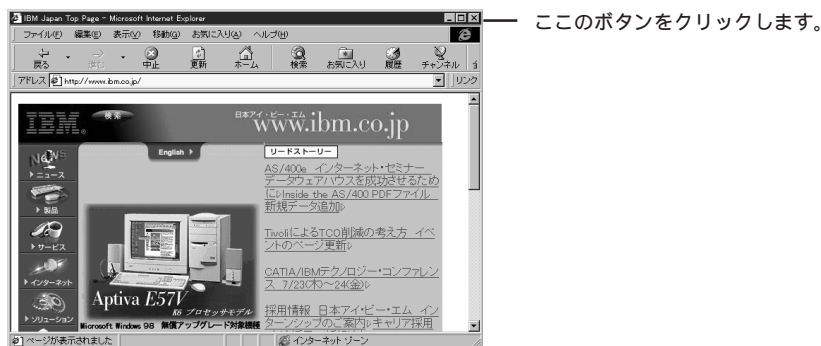 IBM Japan Top Page - Microsoft Internet Explorer
ここのボタンをクリックします。
ファイル(F) 編集(E) 表示(V) 移動(G) お気に入り(A) ヘルプ(H)
戻る 進む 中止 更新 ホーム 検索 お気に入り 履歴 チャンネル
アドレス http://www.ibm.co.jp/ リンク
IBM®
検索
日本アイ・ビー・エム
www.ibm.co.jp
English
リードストーリー
NEWS
ニュース
AS/400e インターネット・セミナー
データウェアハウスを成功させるため
に Inside the AS/400 PDFファイル
新規データ追加
製品
TivoliによるTCO削減の考え方 イベ
ントのページ更新
サービス
CATIA/IBMテクノロジー・コンファレン
ス 7/23(木)～24(金)
インターネット
採用情報 日本アイ・ビー・エム イン
ターンシップのご案内 キャリア採用
ソリューション
Aptiva E57V
K6 プロセッサモデル
Microsoft Windows 98 無償アップグレード対象機種
ページが表示されました
インターネット ゾーン